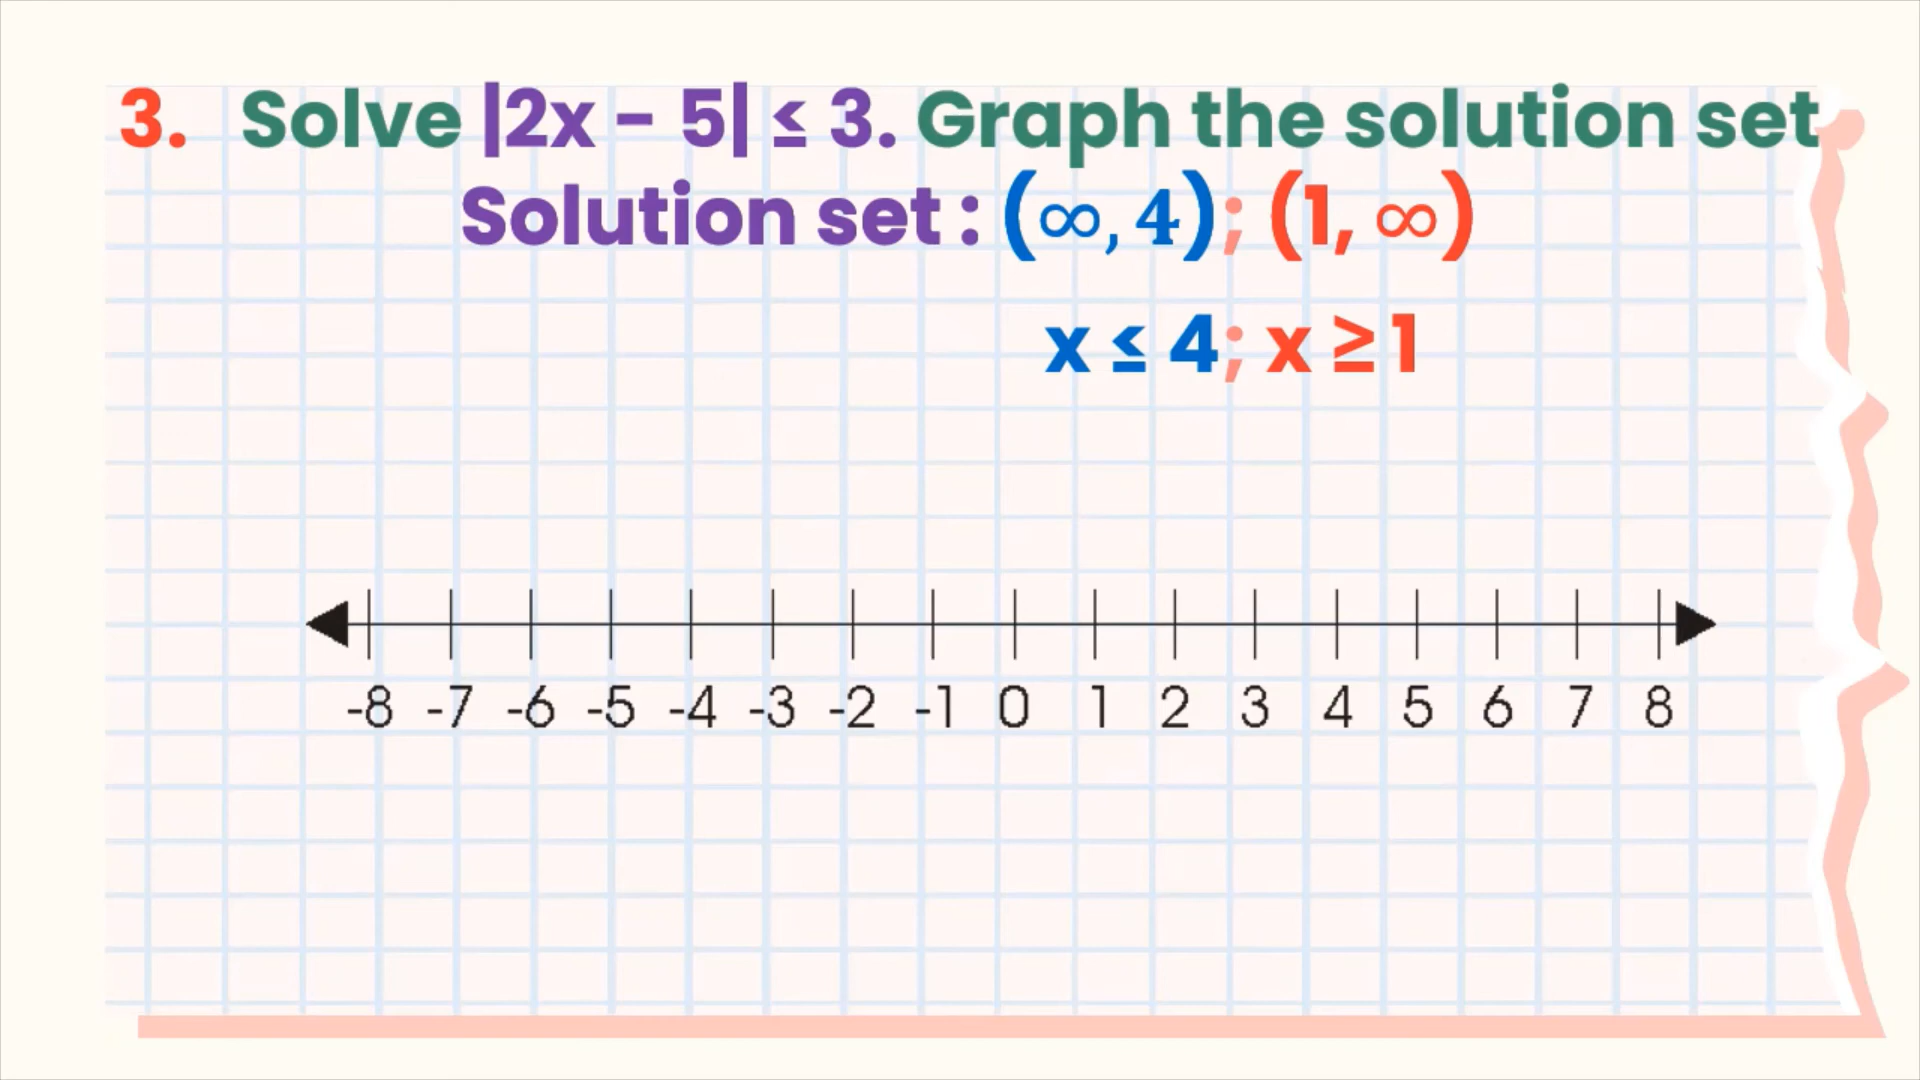 3. Solve |2x - 5| ≤ 3. Graph the solution set
Solution set : (∞, 4); (1, ∞)
x ≤ 4; x ≥ 1
-8 -7 -6 -5 -4 -3 -2 -1 0 1 2 3 4 5 6 7 8